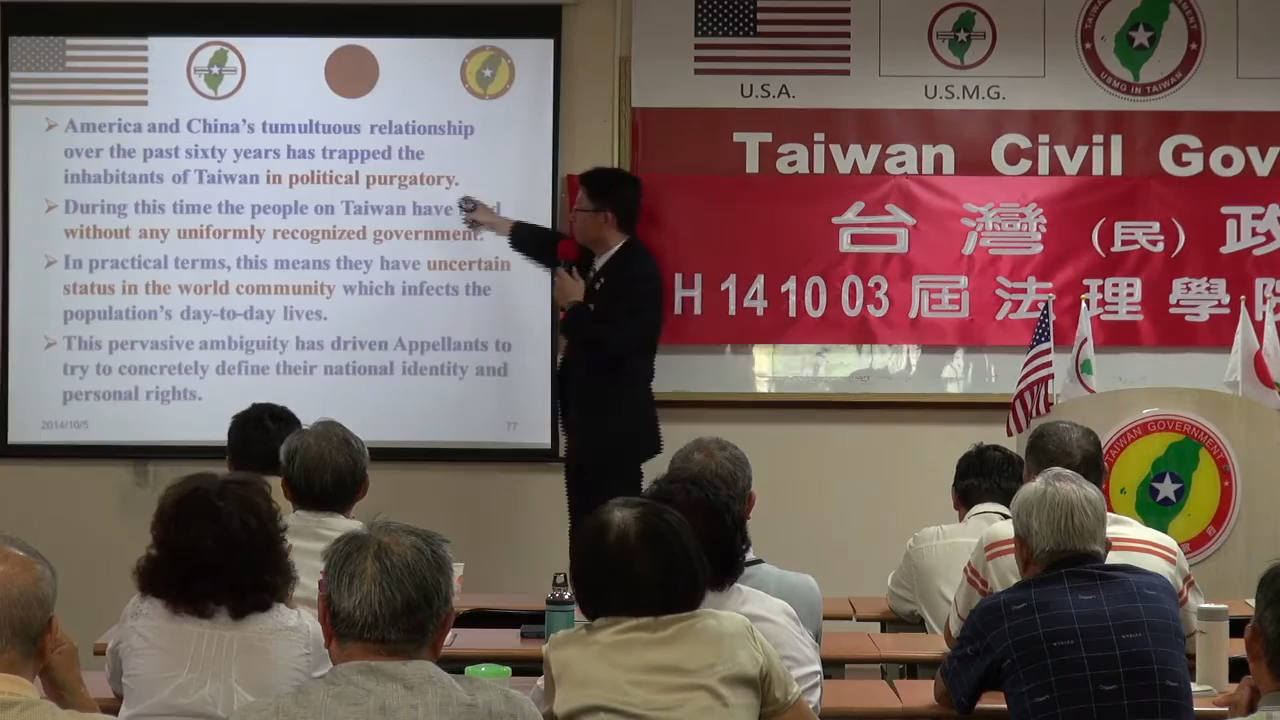 America and China's tumultuous relationship
over the past sixty years has trapped the
inhabitants of Taiwan in political purgatory.
During this time the people on Taiwan have
without any uniformly recognized government.
In practical terms, this means they have uncertain
status in the world community which infects the
population's day-to-day lives.
This pervasive ambiguity has driven Appellants to
try to concretely define their national identity and
personal rights.
2014/10/5
77
U.S.A.
U.S.M.G.
TAIWAN
USMG IN TAIWAN
Taiwan Civil Gov
台灣(民)政
H 14 10 03 屆法理學院
TAIWAN GOVERNMENT